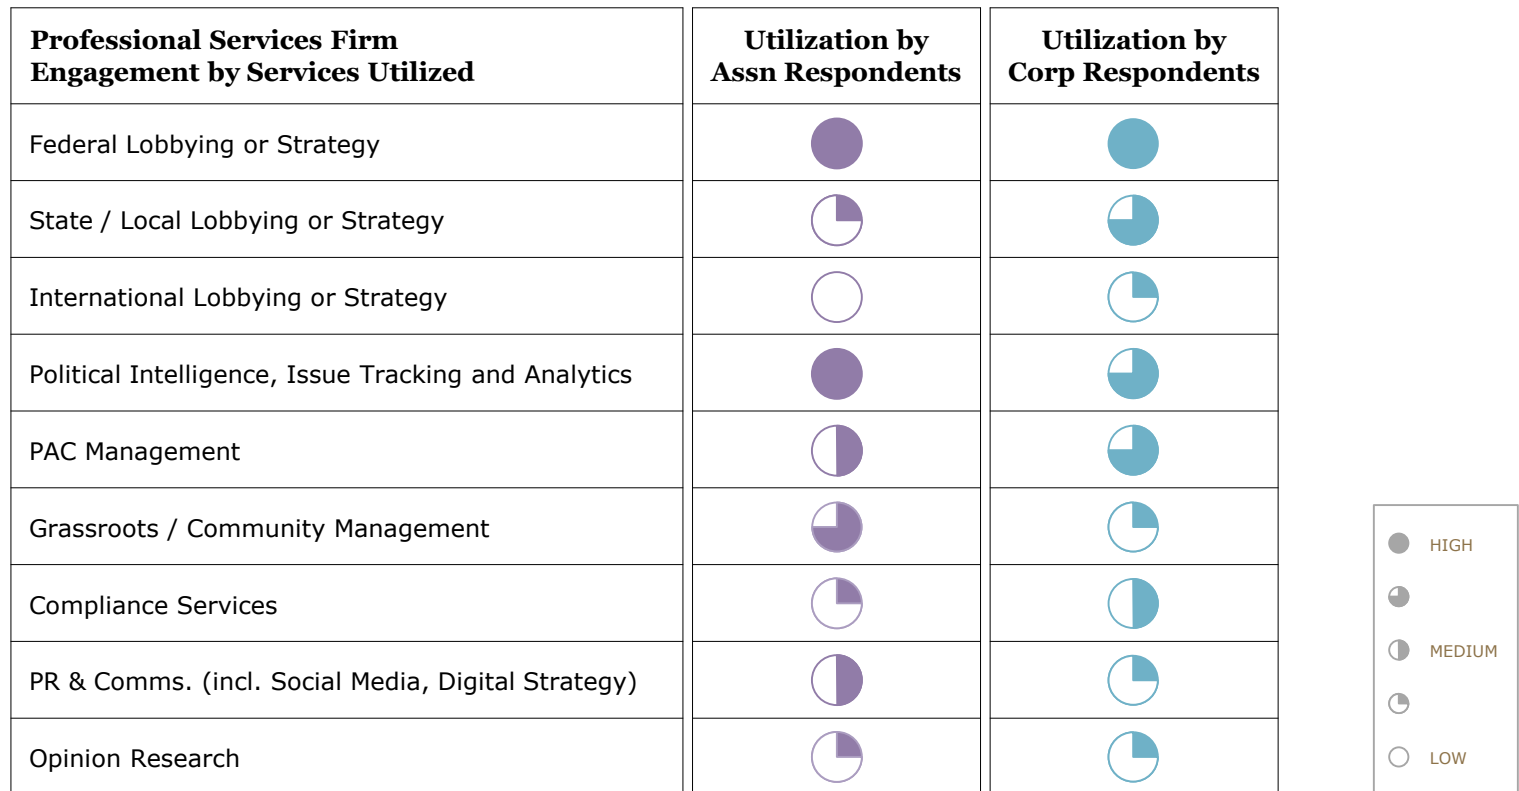 Professional Services Firm
Engagement by Services Utilized
Utilization by
Assn Respondents
Utilization by
Corp Respondents
Federal Lobbying or Strategy
State / Local Lobbying or Strategy
International Lobbying or Strategy
Political Intelligence, Issue Tracking and Analytics
PAC Management
Grassroots / Community Management
Compliance Services
PR & Comms. (incl. Social Media, Digital Strategy)
Opinion Research
HIGH
MEDIUM
LOW